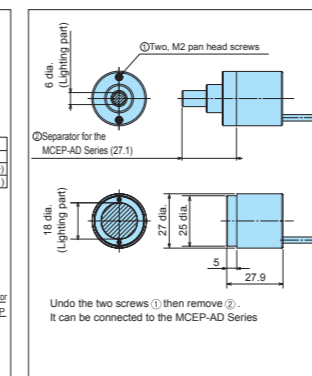 ①Two, M2 pan head screws
6 dia.
(Lighting part)
②Separator for the
MCEP-AD Series (27.1)
18 dia.
(Lighting part)
27 dia.
25 dia.
5
27.9
Undo the two screws ① then remove ②.
It can be connected to the MCEP-AD Series